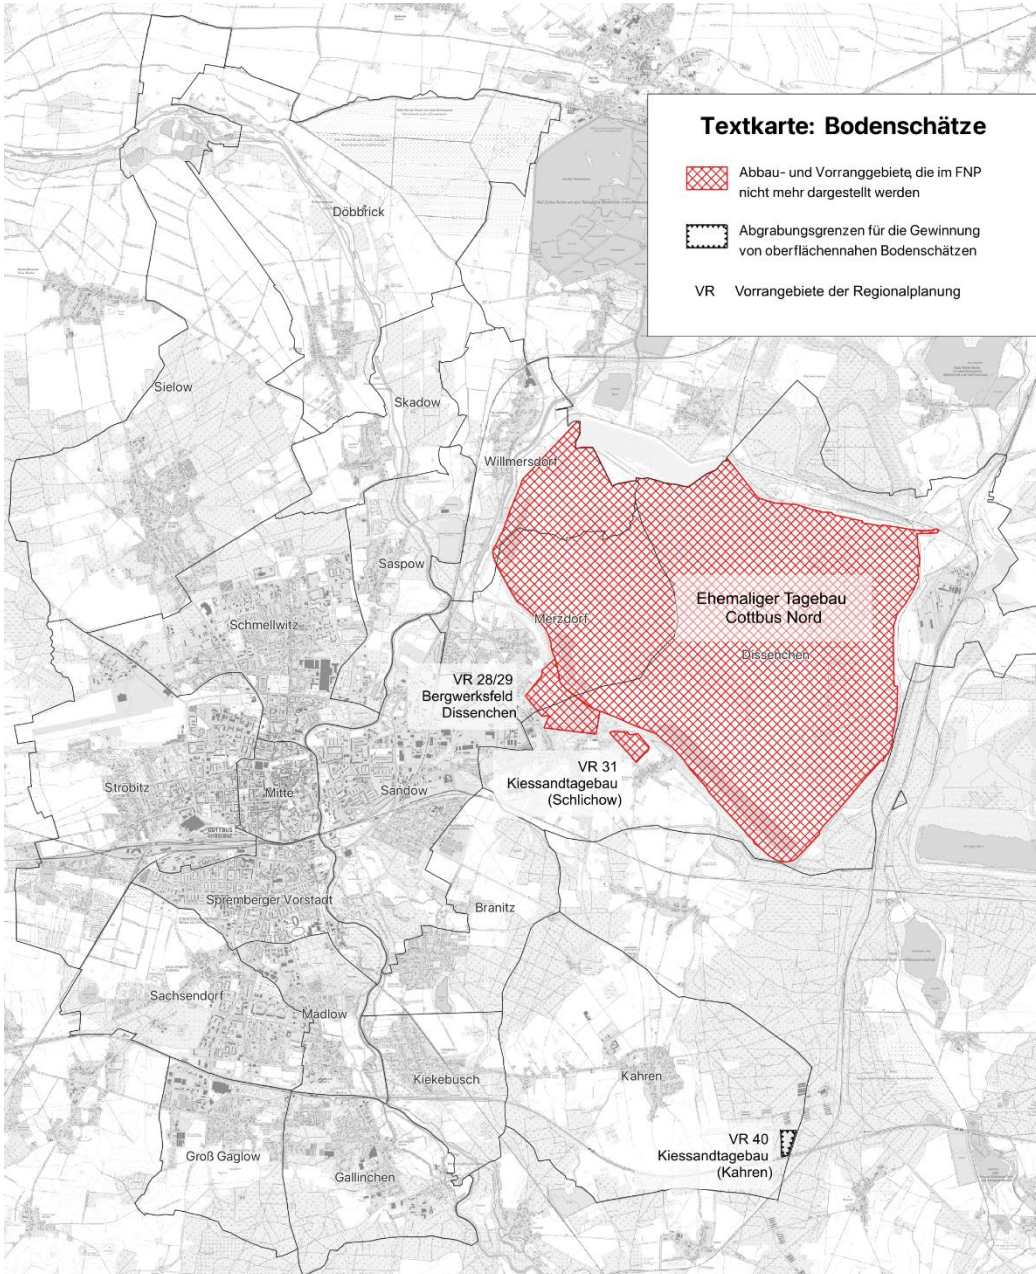 Textkarte: Bodenschätze
Abbau- und Vorranggebiete, die im FNP
nicht mehr dargestellt werden
Abgrabungsgrenzen für die Gewinnung
von oberflächennahen Bodenschätzen
VR Vorrangebiete der Regionalplanung
Döbbrick
Sielow
Skadow
Willmersdorf
Saspow
Schmellwitz
Merzdorf
Ehemaliger Tagebau
Cottbus Nord
Dissenchen
VR 28/29
Bergwerksfeld
Dissenchen
VR 31
Kiessandtagebau
(Schlichow)
Ströbitz
Mitte
Sandow
COTTBUS
Spremberger Vorstadt
Branitz
Sachsendorf
Madlow
Kiekebusch
Kahren
VR 40
Kiessandtagebau
(Kahren)
Groß Gaglow
Gallinchen